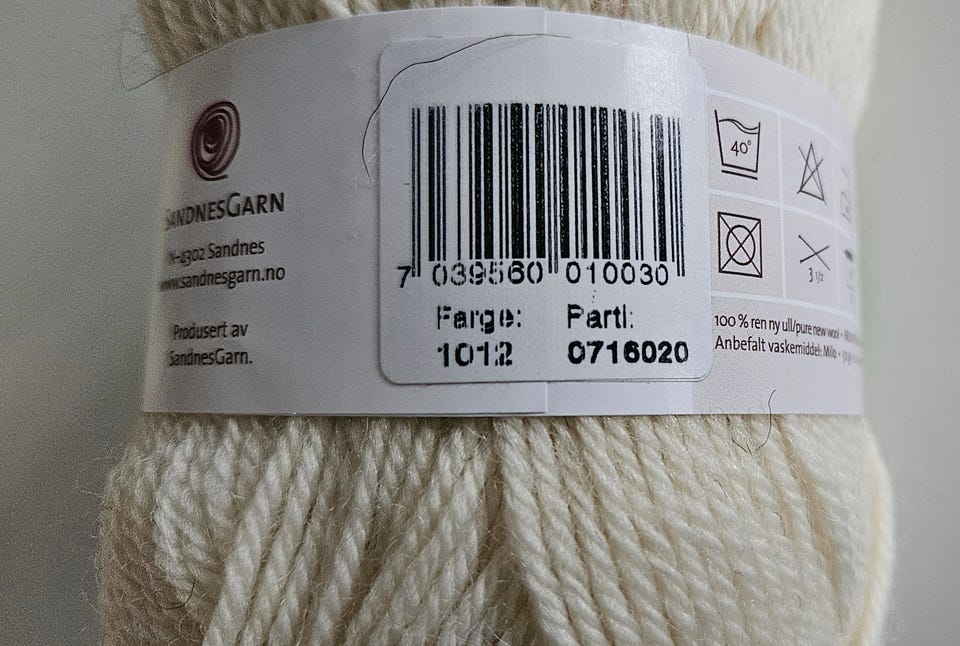 SANDNESGARN
N-4302 Sandnes
www.sandnesgarn.no
Produsert av
SandnesGarn.
7 039560 010030
Farge: Parti:
1012 0716020
40°
3 1/2
100 % ren ny ull/pure new wool
Anbefalt vaskemiddel: Milo